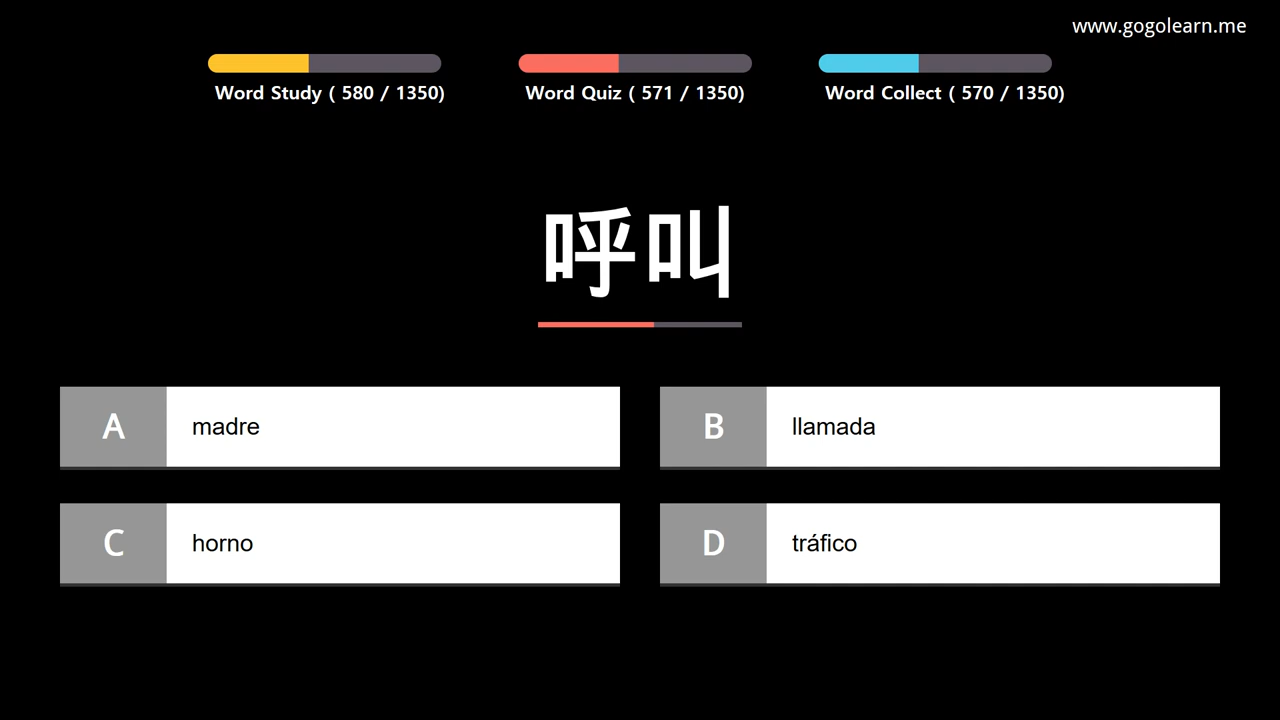 www.gogolearn.me
Word Study ( 580 / 1350)
Word Quiz ( 571 / 1350)
Word Collect ( 570 / 1350)
呼叫
A madre
B llamada
C horno
D tráfico